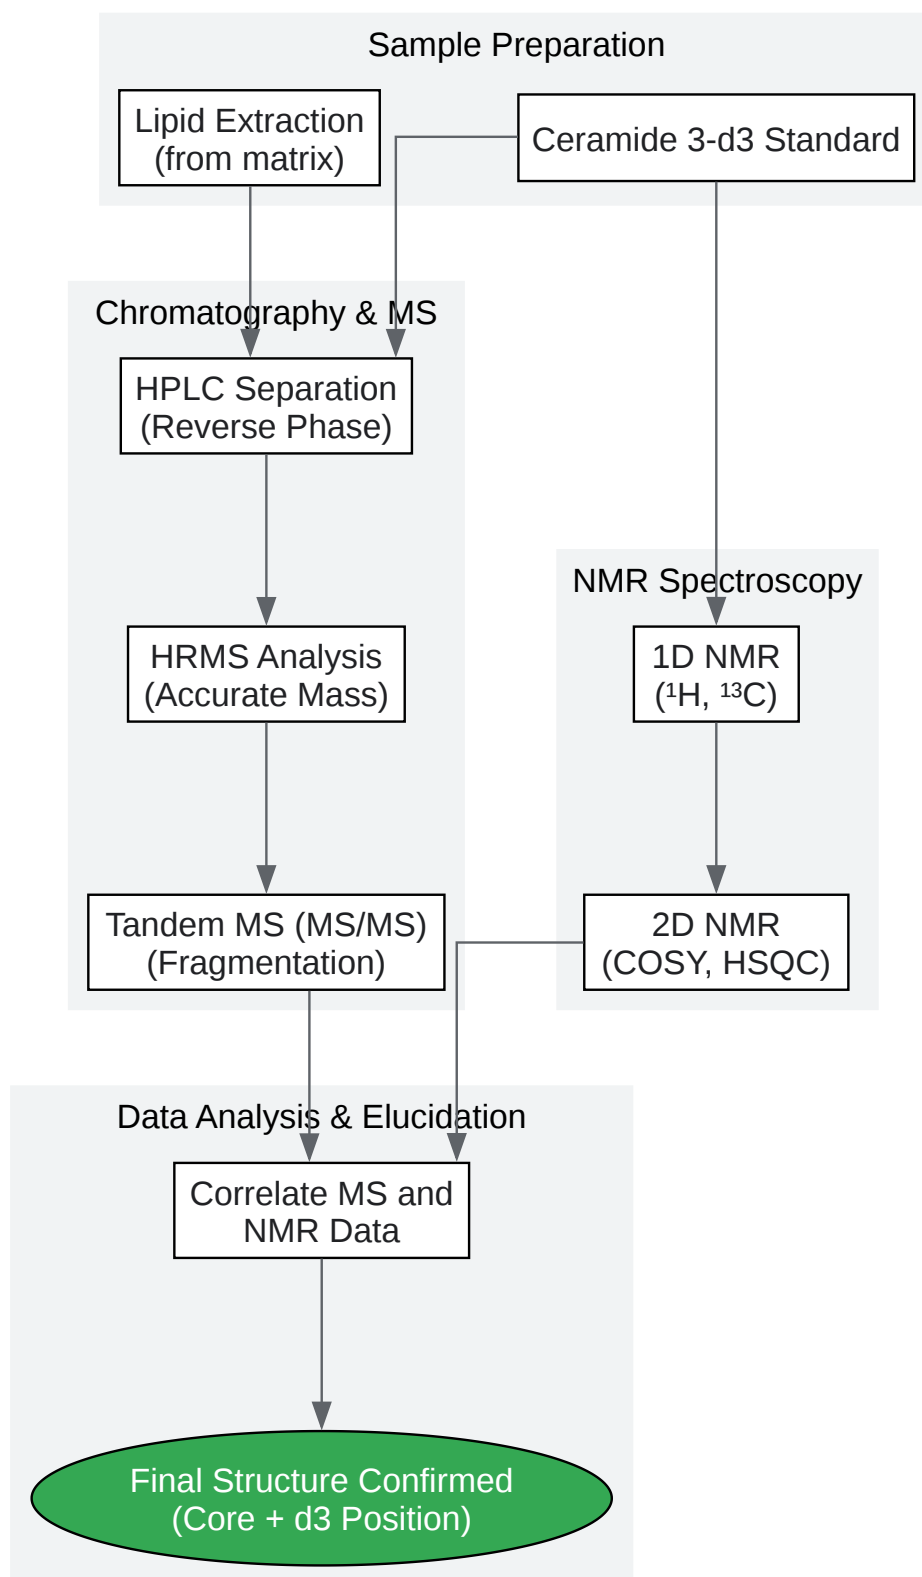 Sample Preparation
Lipid Extraction
(from matrix)
Ceramide 3-d3 Standard
Chromatography & MS
HPLC Separation
(Reverse Phase)
HRMS Analysis
(Accurate Mass)
Tandem MS (MS/MS)
(Fragmentation)
NMR Spectroscopy
1D NMR
(¹H, ¹³C)
2D NMR
(COSY, HSQC)
Data Analysis & Elucidation
Correlate MS and
NMR Data
Final Structure Confirmed
(Core + d3 Position)